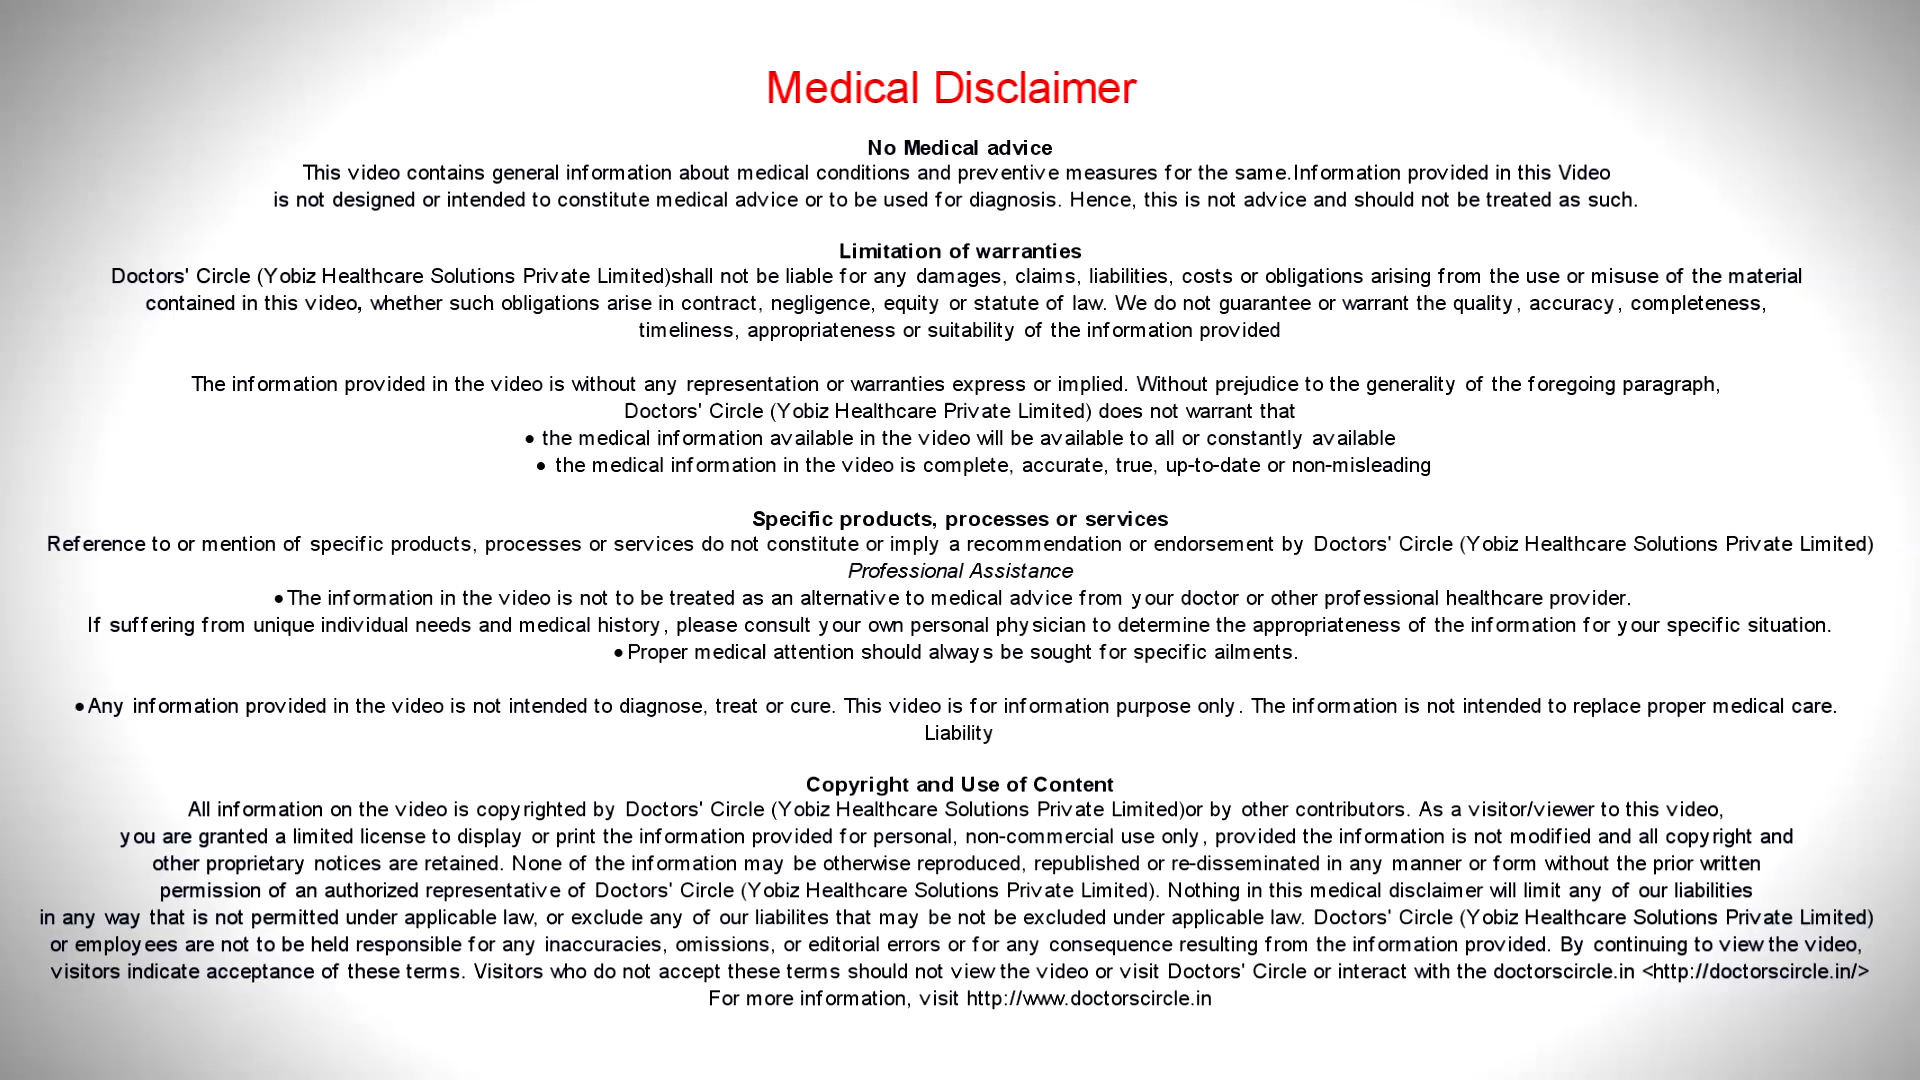 Medical Disclaimer
No Medical advice
This video contains general information about medical conditions and preventive measures for the same.Information provided in this Video
is not designed or intended to constitute medical advice or to be used for diagnosis. Hence, this is not advice and should not be treated as such.
Limitation of warranties
Doctors' Circle (Yobiz Healthcare Solutions Private Limited)shall not be liable for any damages, claims, liabilities, costs or obligations arising from the use or misuse of the material
contained in this video, whether such obligations arise in contract, negligence, equity or statute of law. We do not guarantee or warrant the quality, accuracy, completeness,
timeliness, appropriateness or suitability of the information provided
The information provided in the video is without any representation or warranties express or implied. Without prejudice to the generality of the foregoing paragraph,
Doctors' Circle (Yobiz Healthcare Private Limited) does not warrant that
• the medical information available in the video will be available to all or constantly available
• the medical information in the video is complete, accurate, true, up-to-date or non-misleading
Specific products, processes or services
Reference to or mention of specific products, processes or services do not constitute or imply a recommendation or endorsement by Doctors' Circle (Yobiz Healthcare Solutions Private Limited)
Professional Assistance
•The information in the video is not to be treated as an alternative to medical advice from your doctor or other professional healthcare provider.
If suffering from unique individual needs and medical history, please consult your own personal physician to determine the appropriateness of the information for your specific situation.
•Proper medical attention should always be sought for specific ailments.
•Any information provided in the video is not intended to diagnose, treat or cure. This video is for information purpose only. The information is not intended to replace proper medical care.
Liability
Copyright and Use of Content
All information on the video is copyrighted by Doctors' Circle (Yobiz Healthcare Solutions Private Limited)or by other contributors. As a visitor/viewer to this video,
you are granted a limited license to display or print the information provided for personal, non-commercial use only, provided the information is not modified and all copyright and
other proprietary notices are retained. None of the information may be otherwise reproduced, republished or re-disseminated in any manner or form without the prior written
permission of an authorized representative of Doctors' Circle (Yobiz Healthcare Solutions Private Limited). Nothing in this medical disclaimer will limit any of our liabilities
in any way that is not permitted under applicable law, or exclude any of our liabilites that may be not be excluded under applicable law. Doctors' Circle (Yobiz Healthcare Solutions Private Limited)
or employees are not to be held responsible for any inaccuracies, omissions, or editorial errors or for any consequence resulting from the information provided. By continuing to view the video,
visitors indicate acceptance of these terms. Visitors who do not accept these terms should not view the video or visit Doctors' Circle or interact with the doctorscircle.in <http://doctorscircle.in/>
For more information, visit http://www.doctorscircle.in